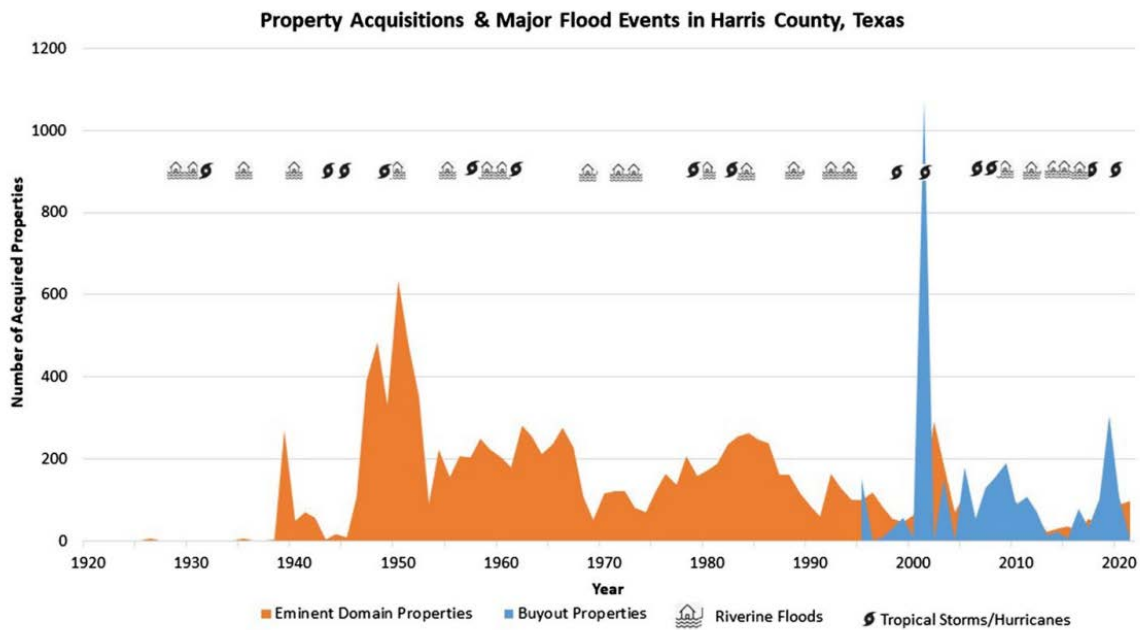 Property Acquisitions & Major Flood Events in Harris County, Texas
1200
1000
800
600
400
200
0
Number of Acquired Properties
1920 1930 1940 1950 1960 1970 1980 1990 2000 2010 2020
Year
Eminent Domain Properties Buyout Properties Riverine Floods Tropical Storms/Hurricanes